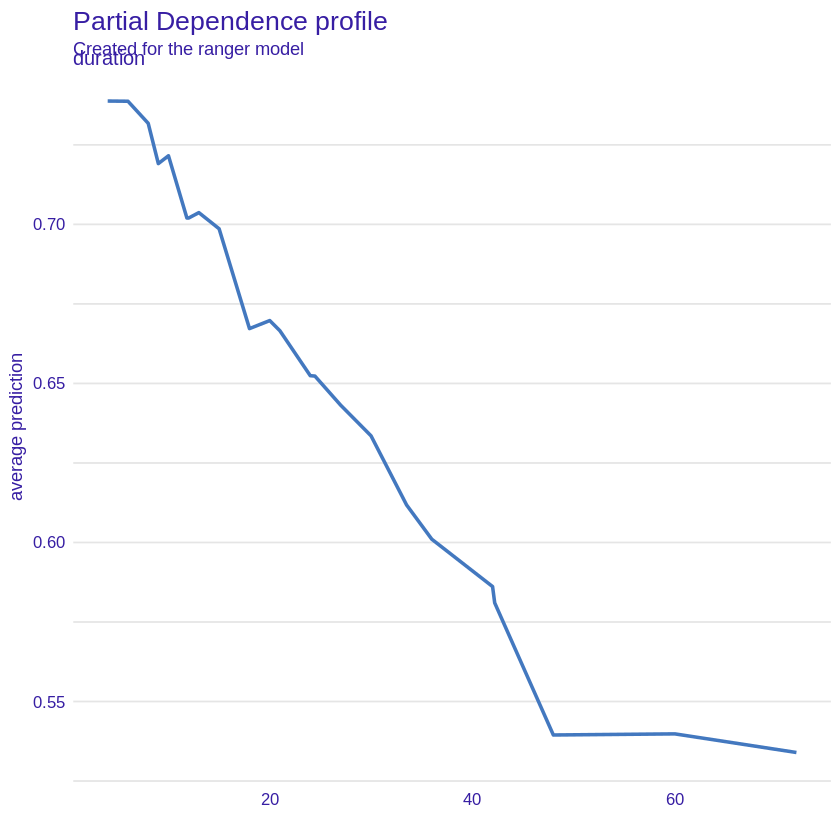 Partial Dependence profile
Created for the ranger model
duration
average prediction
0.70
0.65
0.60
0.55
20
40
60